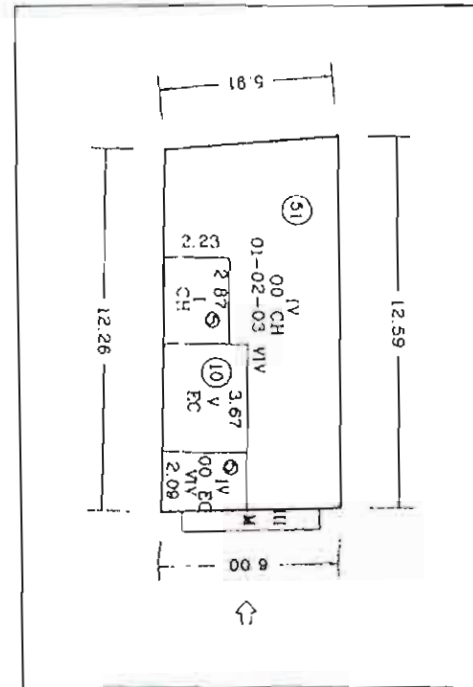 5.91
51
IV
00 CH
01-02-03 VIV
12.59
12.26
2.23
2.87
I
CH
10
3.67
V
EC
IV
00 EC
VIV
2.09
III
M
6.00